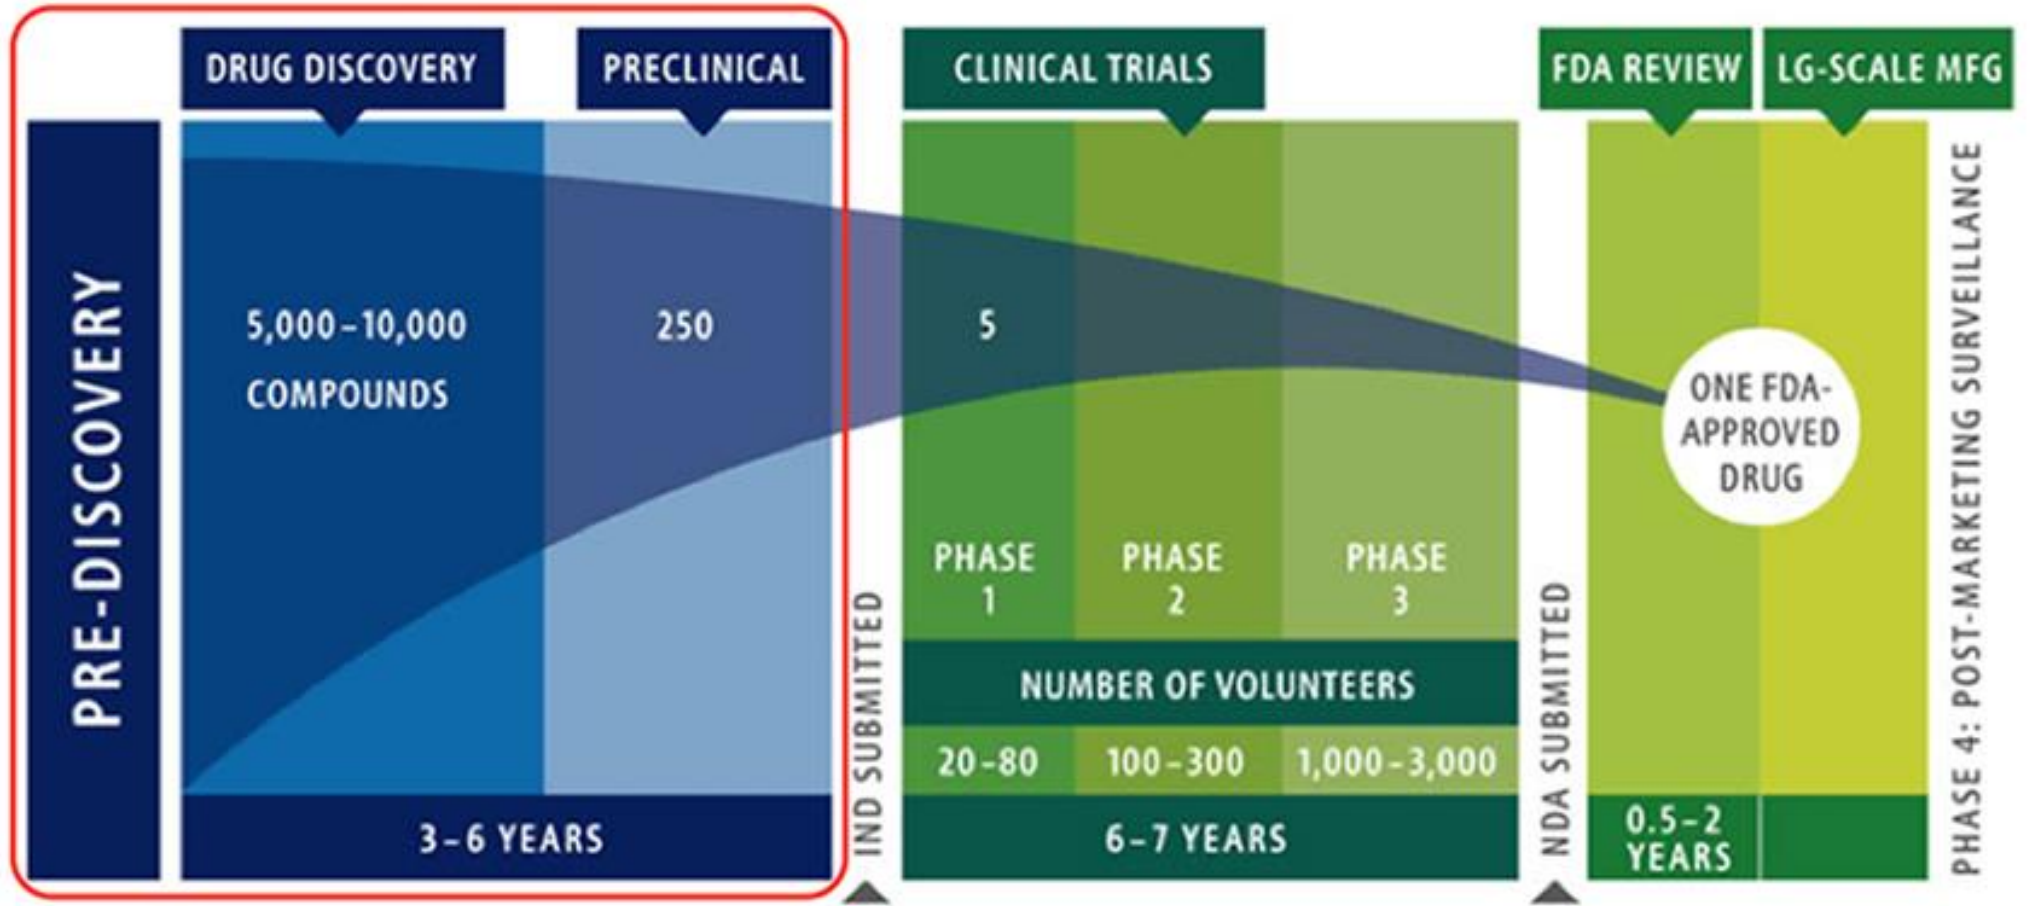 DRUG DISCOVERY
PRECLINICAL
CLINICAL TRIALS
FDA REVIEW
LG-SCALE MFG
PRE-DISCOVERY
5,000–10,000
COMPOUNDS
250
5
ONE FDA-
APPROVED
DRUG
PHASE
1
PHASE
2
PHASE
3
NUMBER OF VOLUNTEERS
20–80
100–300
1,000–3,000
3–6 YEARS
IND SUBMITTED
6–7 YEARS
NDA SUBMITTED
0.5–2
YEARS
PHASE 4: POST-MARKETING SURVEILLANCE